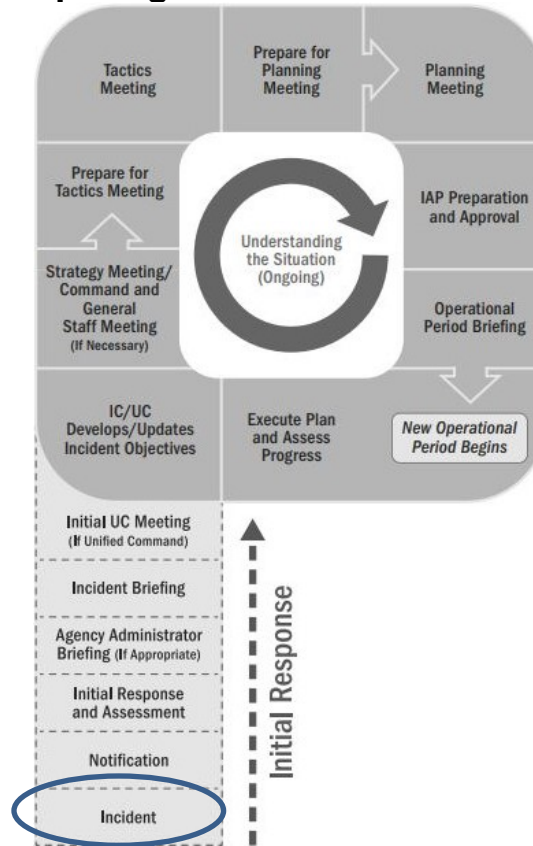 Tactics
Meeting
Prepare for
Planning
Meeting
Planning
Meeting
Prepare for
Tactics Meeting
Understanding
the Situation
(Ongoing)
IAP Preparation
and Approval
Strategy Meeting/
Command and
General
Staff Meeting
(If Necessary)
Operational
Period Briefing
IC/UC
Develops/Updates
Incident Objectives
Execute Plan
and Assess
Progress
New Operational
Period Begins
Initial UC Meeting
(If Unified Command)
Incident Briefing
Agency Administrator
Briefing (If Appropriate)
Initial Response
and Assessment
Notification
Incident
Initial Response